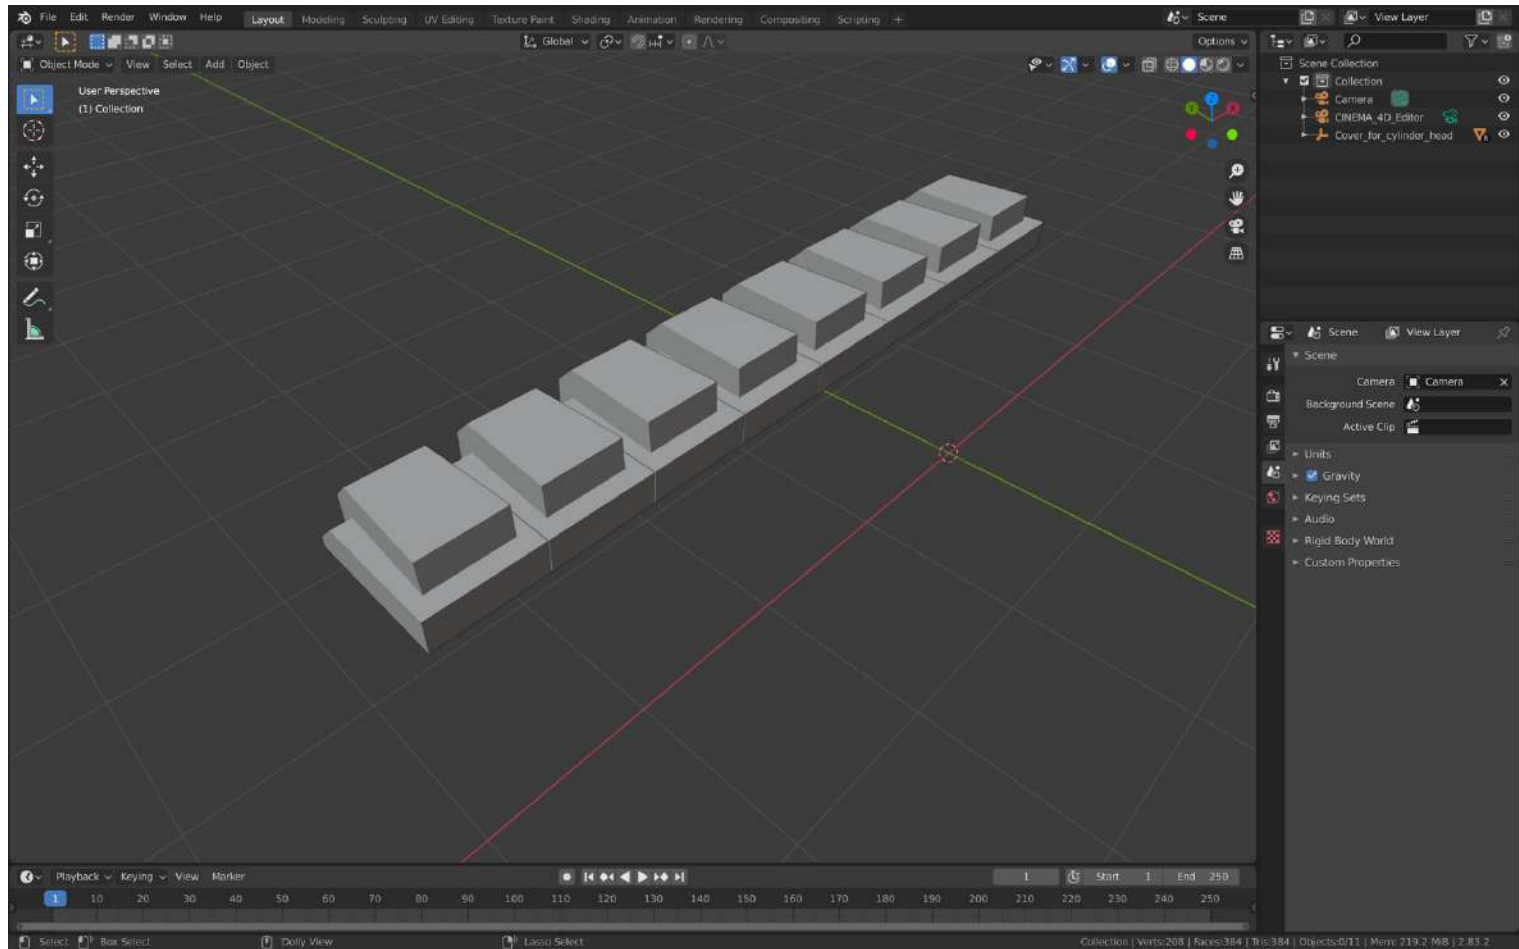 File Edit Render Window Help Layout Modeling Sculpting UV Editing Texture Paint Shading Animation Rendering Compositing Scripting + Scene View Layer
Global Options
Object Mode View Select Add Object
User Perspective
(1) Collection
Z
Y
X
Scene Collection
Collection
Camera
CINEMA_4D_Editor
Cover_for_cylinder_head
Scene View Layer
Scene
Camera Camera
Background Scene
Active Clip
Units
Gravity
Keying Sets
Audio
Rigid Body World
Custom Properties
Playback Keying View Marker 1 Start 1 End 250
1 10 20 30 40 50 60 70 80 90 100 110 120 130 140 150 160 170 180 190 200 210 220 230 240 250
Select Box Select Dolly View Lasso Select Collection | Verts:208 | Faces:384 | Tris:384 | Objects:0/11 | Mem: 219.2 MiB | 2.83.2